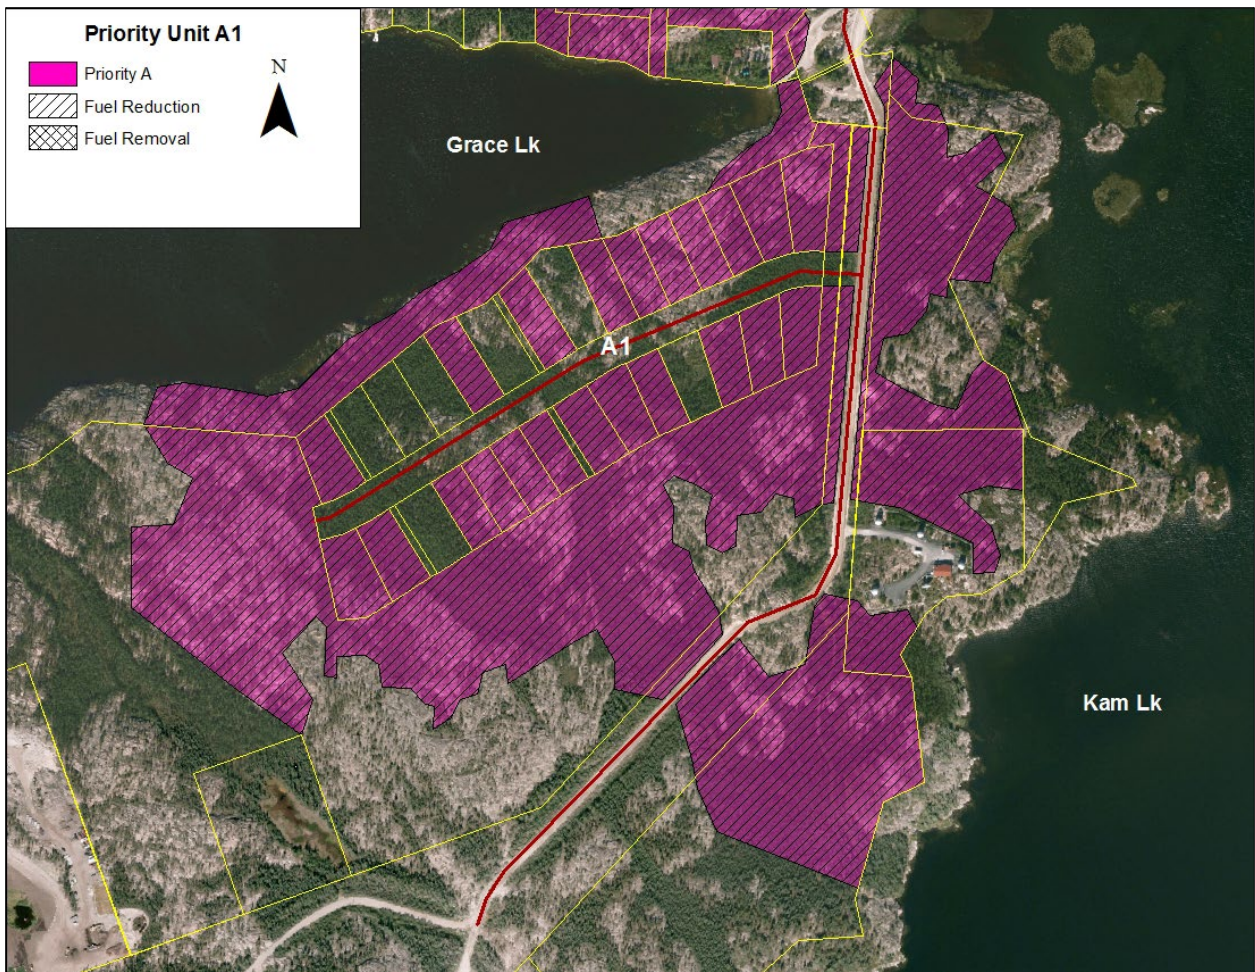 Priority Unit A1
Priority A
N
Fuel Reduction
Fuel Removal
Grace Lk
A1
Kam Lk